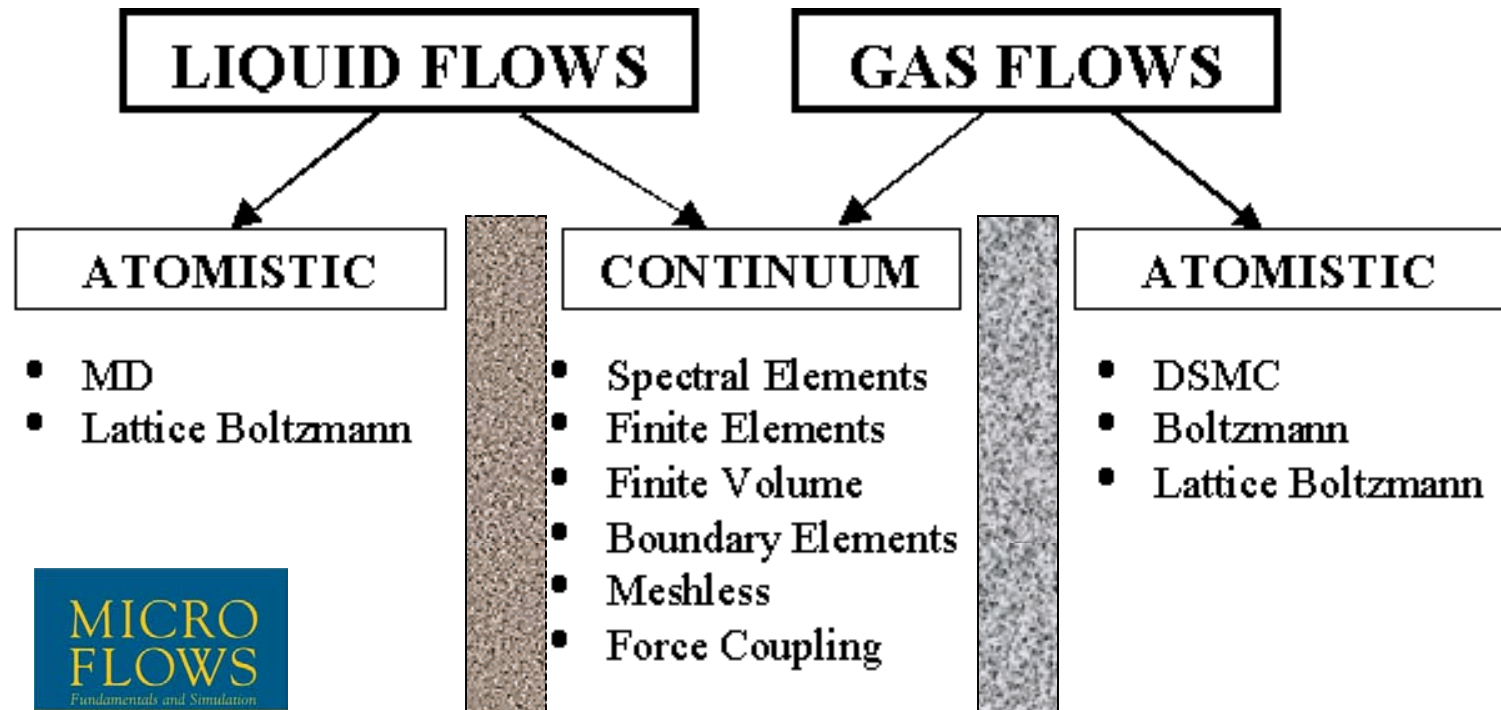 LIQUID FLOWS
GAS FLOWS
ATOMISTIC
• MD
• Lattice Boltzmann
CONTINUUM
• Spectral Elements
• Finite Elements
• Finite Volume
• Boundary Elements
• Meshless
• Force Coupling
ATOMISTIC
• DSMC
• Boltzmann
• Lattice Boltzmann
MICRO
FLOWS
Fundamentals and Simulation